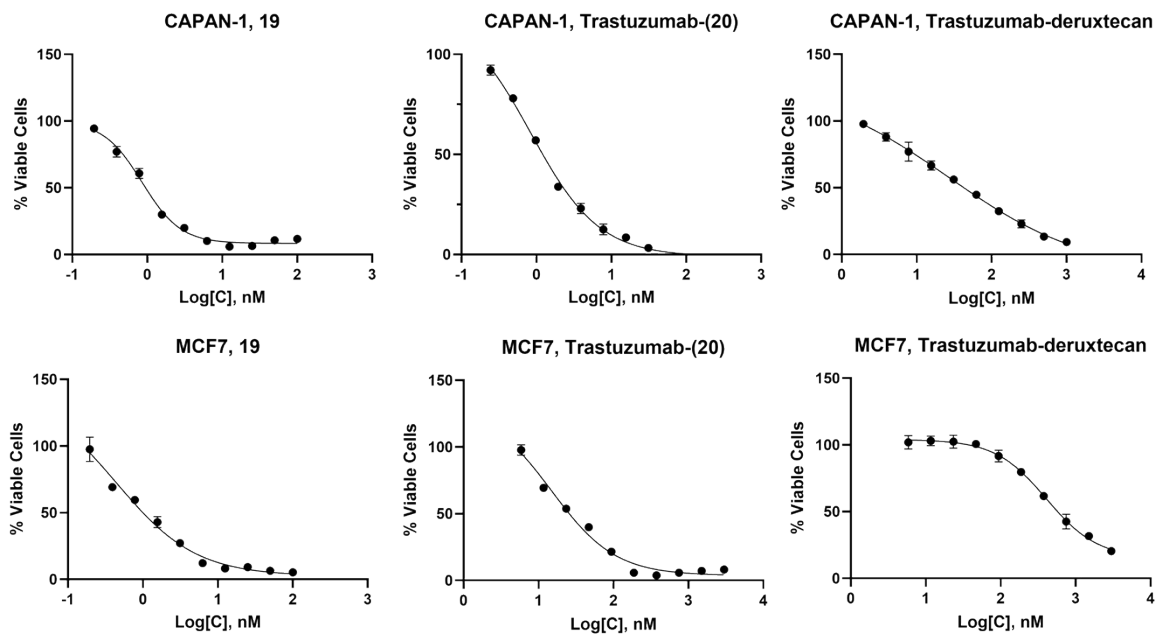 CAPAN-1, 19
150
100
50
0
-1
0
1
2
3
% Viable Cells
Log[C], nM
CAPAN-1, Trastuzumab-(20)
100
50
0
-1
0
1
2
3
% Viable Cells
Log[C], nM
CAPAN-1, Trastuzumab-deruxtecan
150
100
50
0
0
1
2
3
4
% Viable Cells
Log[C], nM
MCF7, 19
150
100
50
0
-1
0
1
2
3
% Viable Cells
Log[C], nM
MCF7, Trastuzumab-(20)
150
100
50
0
0
1
2
3
4
% Viable Cells
Log[C], nM
MCF7, Trastuzumab-deruxtecan
150
100
50
0
0
1
2
3
4
% Viable Cells
Log[C], nM